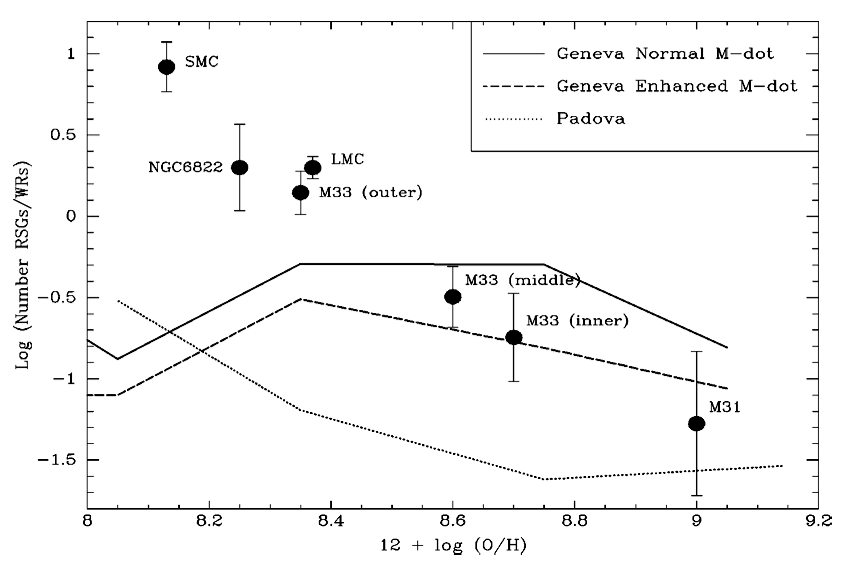 Log (Number RSGs/WRs)
1
0.5
0
−0.5
−1
−1.5
SMC
NGC6822
LMC
M33 (outer)
M33 (middle)
M33 (inner)
M31
Geneva Normal M-dot
Geneva Enhanced M-dot
Padova
8
8.2
8.4
8.6
8.8
9
9.2
12 + log (O/H)